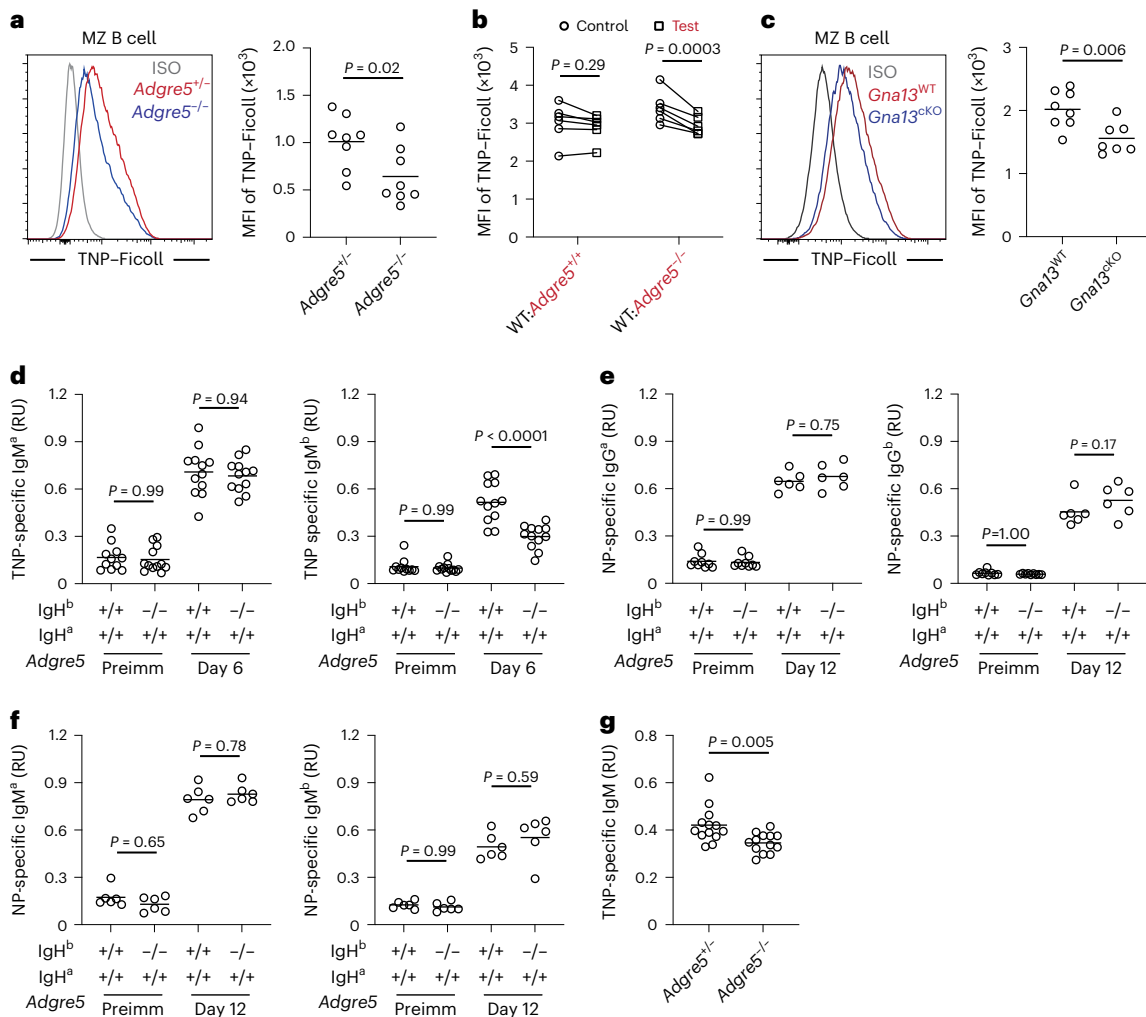 a
MZ B cell
ISO
Adgre5+/−
Adgre5−/−
TNP–Ficoll
MFI of TNP–Ficoll (×10³)
2.0
1.5
1.0
0.5
0
P = 0.02
Adgre5+/−
Adgre5−/−
b
Control
Test
MFI of TNP–Ficoll (×10³)
5
4
3
2
1
0
P = 0.29
P = 0.0003
WT:Adgre5+/+
WT:Adgre5−/−
c
MZ B cell
ISO
Gna13WT
Gna13cKO
TNP–Ficoll
MFI of TNP–Ficoll (×10³)
3
2
1
0
P = 0.006
Gna13WT
Gna13cKO
d
TNP-specific IgMa (RU)
1.2
0.9
0.6
0.3
0
P = 0.99
P = 0.94
IgHb +/+ −/− +/+ −/−
IgHa +/+ +/+ +/+ +/+
Adgre5 Preimm Day 6
TNP specific IgMb (RU)
1.2
0.9
0.6
0.3
0
P = 0.99
P < 0.0001
IgHb +/+ −/− +/+ −/−
IgHa +/+ +/+ +/+ +/+
Adgre5 Preimm Day 6
e
NP-specific IgGa (RU)
1.2
0.9
0.6
0.3
0
P = 0.99
P = 0.75
IgHb +/+ −/− +/+ −/−
IgHa +/+ +/+ +/+ +/+
Adgre5 Preimm Day 12
NP-specific IgGb (RU)
1.2
0.9
0.6
0.3
0
P=1.00
P = 0.17
IgHb +/+ −/− +/+ −/−
IgHa +/+ +/+ +/+ +/+
Adgre5 Preimm Day 12
f
NP-specific IgMa (RU)
1.2
0.9
0.6
0.3
0
P = 0.65
P = 0.78
IgHb +/+ −/− +/+ −/−
IgHa +/+ +/+ +/+ +/+
Adgre5 Preimm Day 12
NP-specific IgMb (RU)
1.2
0.9
0.6
0.3
0
P = 0.99
P = 0.59
IgHb +/+ −/− +/+ −/−
IgHa +/+ +/+ +/+ +/+
Adgre5 Preimm Day 12
g
TNP-specific IgM (RU)
0.8
0.6
0.4
0.2
0
P = 0.005
Adgre5+/−
Adgre5−/−